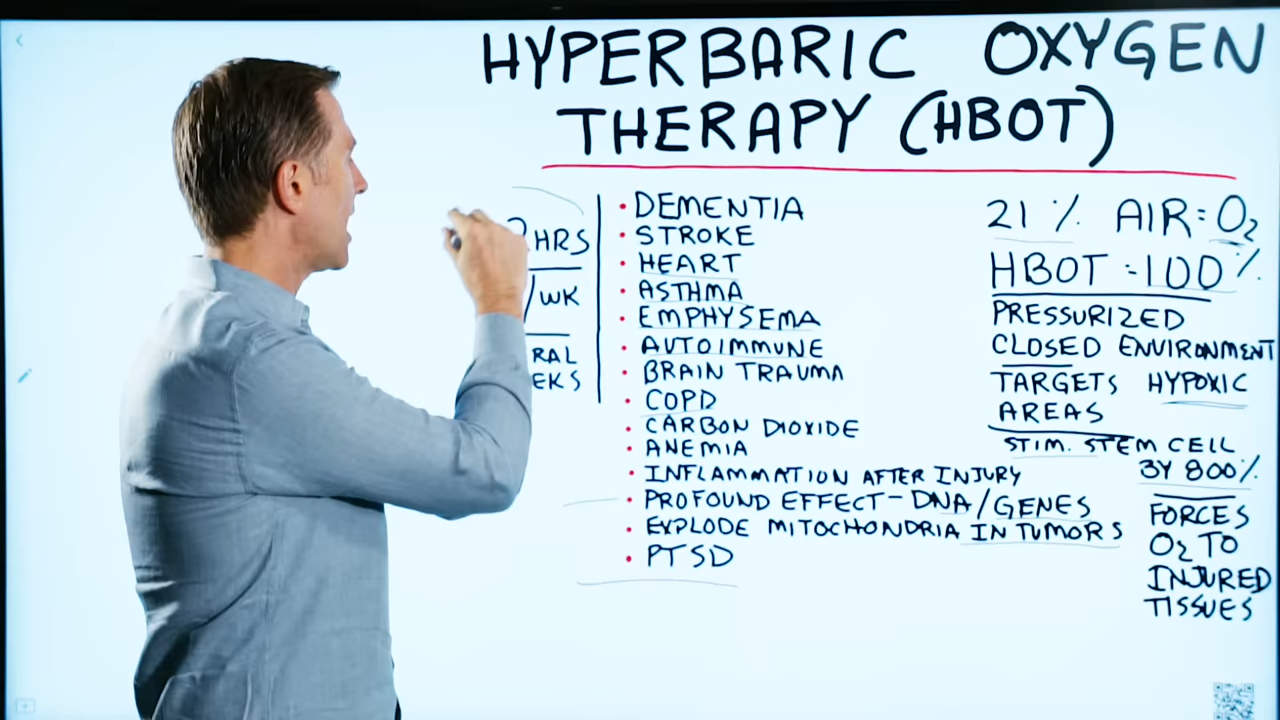 HYPERBARIC OXYGEN
THERAPY (HBOT)
HRS
/WK
RAL
EKS
• DEMENTIA
• STROKE
• HEART
• ASTHMA
• EMPHYSEMA
• AUTOIMMUNE
• BRAIN TRAUMA
• COPD
• CARBON DIOXIDE
• ANEMIA
• INFLAMMATION AFTER INJURY
• PROFOUND EFFECT - DNA/GENES
• EXPLODE MITOCHONDRIA IN TUMORS
• PTSD
21% AIR = O₂
HBOT = 100%
PRESSURIZED
CLOSED ENVIRONMENT
TARGETS HYPOXIC
AREAS
STIM. STEM CELL
BY 800%
FORCES
O₂ TO
INJURED
TISSUES